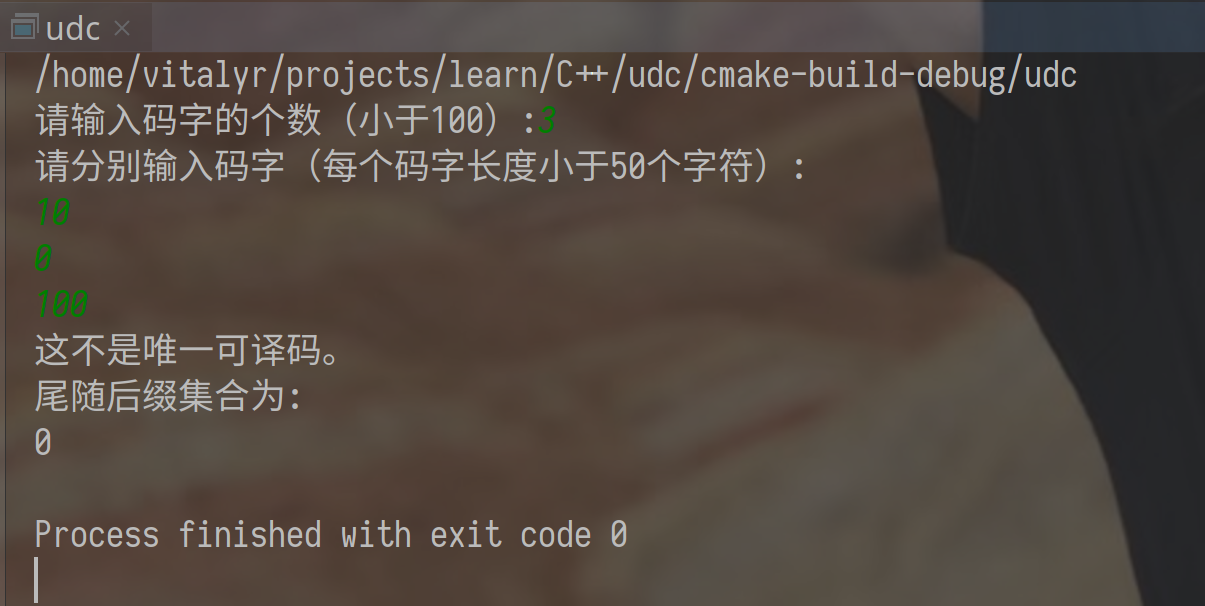 udc
/home/vitalyr/projects/learn/C++/udc/cmake-build-debug/udc
请输入码字的个数（小于100）:3
请分别输入码字（每个码字长度小于50个字符）:
10
0
100
这不是唯一可译码。
尾随后缀集合为:
0
Process finished with exit code 0